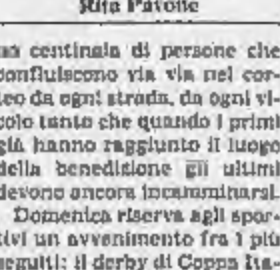 Rita Pavone
centinaia di persone che
confluiscono via via nel cor-
teo da ogni strada, da ogni vi-
colo tanto che quando i primi
già hanno raggiunto il luogo
della benedizione gli ultimi
devono ancora incamminarsi.
Domenica riserva agli spor-
tivi un avvenimento fra i più
seguiti: il derby di Coppa Ita-